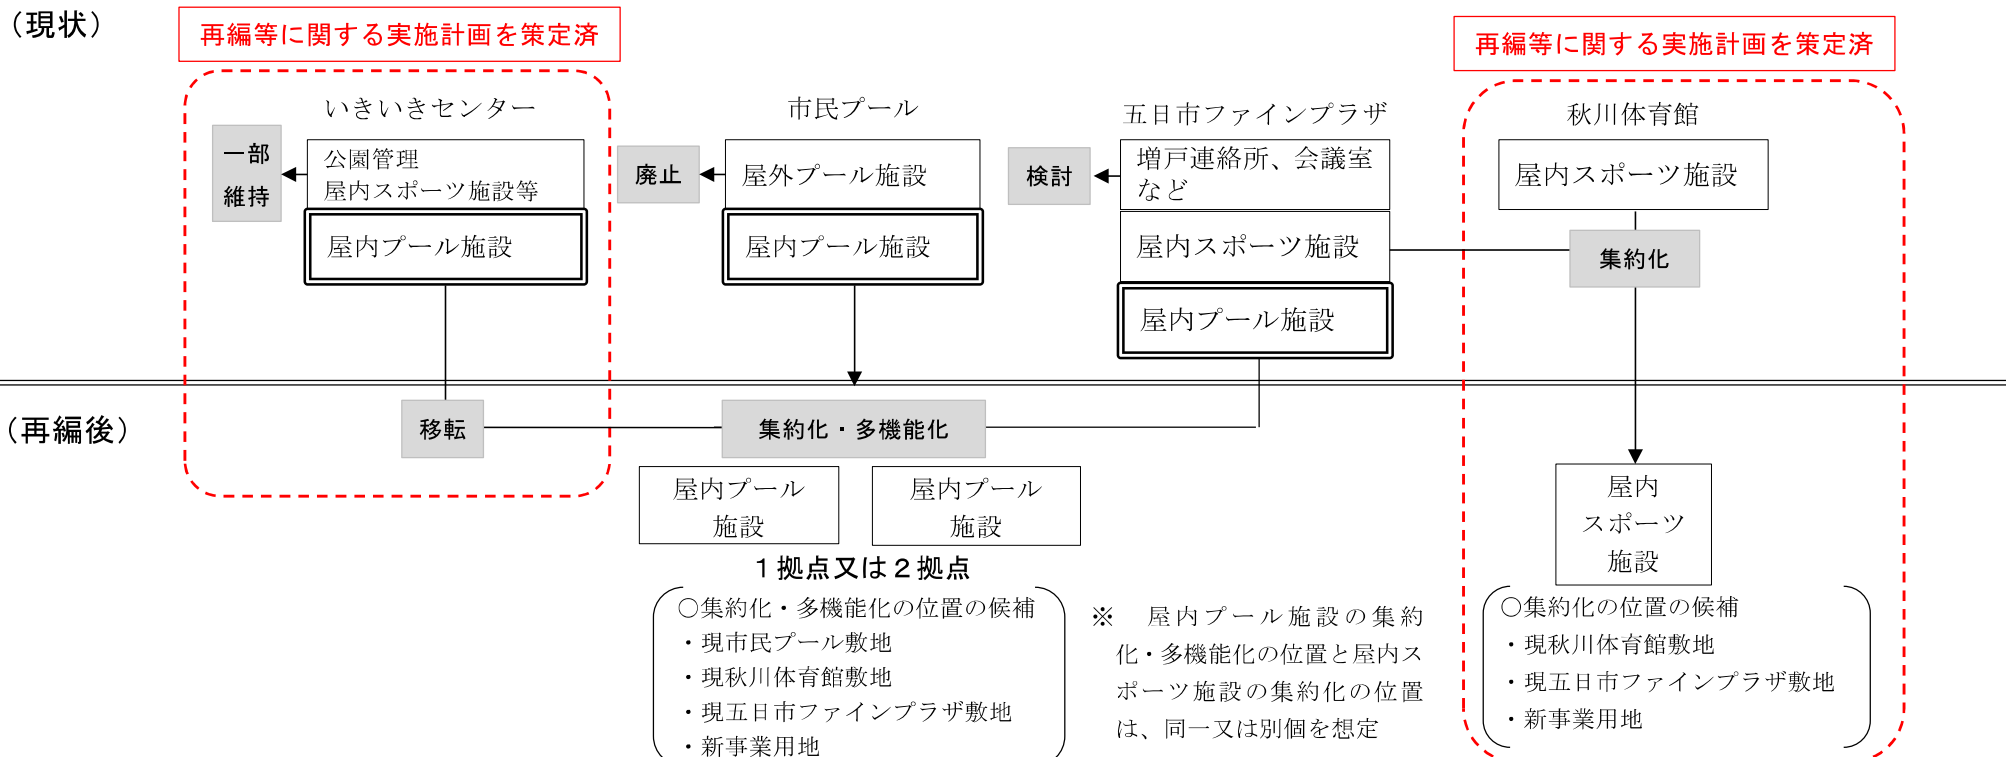 （現状）
再編等に関する実施計画を策定済
再編等に関する実施計画を策定済
いきいきセンター
市民プール
五日市ファインプラザ
秋川体育館
一部
維持
公園管理
屋内スポーツ施設等
屋内プール施設
廃止
屋外プール施設
屋内プール施設
検討
増戸連絡所、会議室
など
屋内スポーツ施設
屋内プール施設
屋内スポーツ施設
集約化
（再編後）
移転
集約化・多機能化
屋内プール
施設
屋内プール
施設
１拠点又は２拠点
○集約化・多機能化の位置の候補
・現市民プール敷地
・現秋川体育館敷地
・現五日市ファインプラザ敷地
・新事業用地
※　屋内プール施設の集約
化・多機能化の位置と屋内ス
ポーツ施設の集約化の位置
は、同一又は別個を想定
屋内
スポーツ
施設
○集約化の位置の候補
・現秋川体育館敷地
・現五日市ファインプラザ敷地
・新事業用地